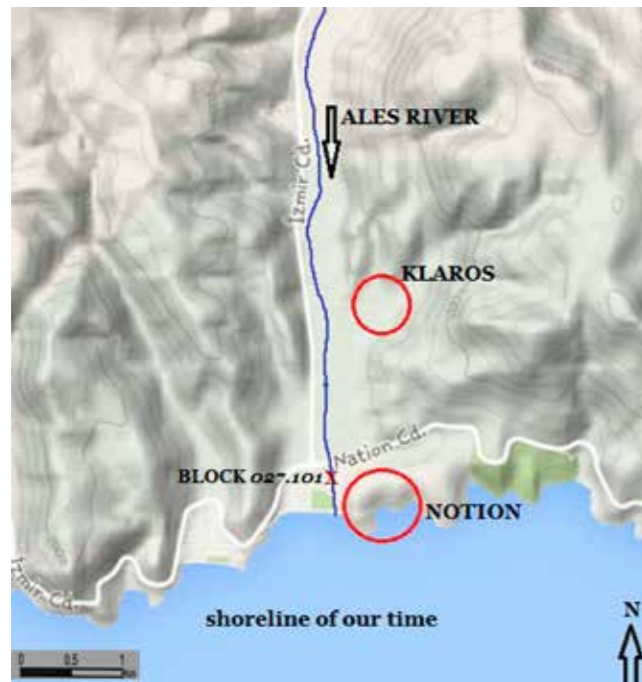 ALES RIVER
İzmir Cd.
KLAROS
Nation Cd.
BLOCK 027.101 X
NOTION
İzmir Cd.
shoreline of our time
N
0 0.5 1